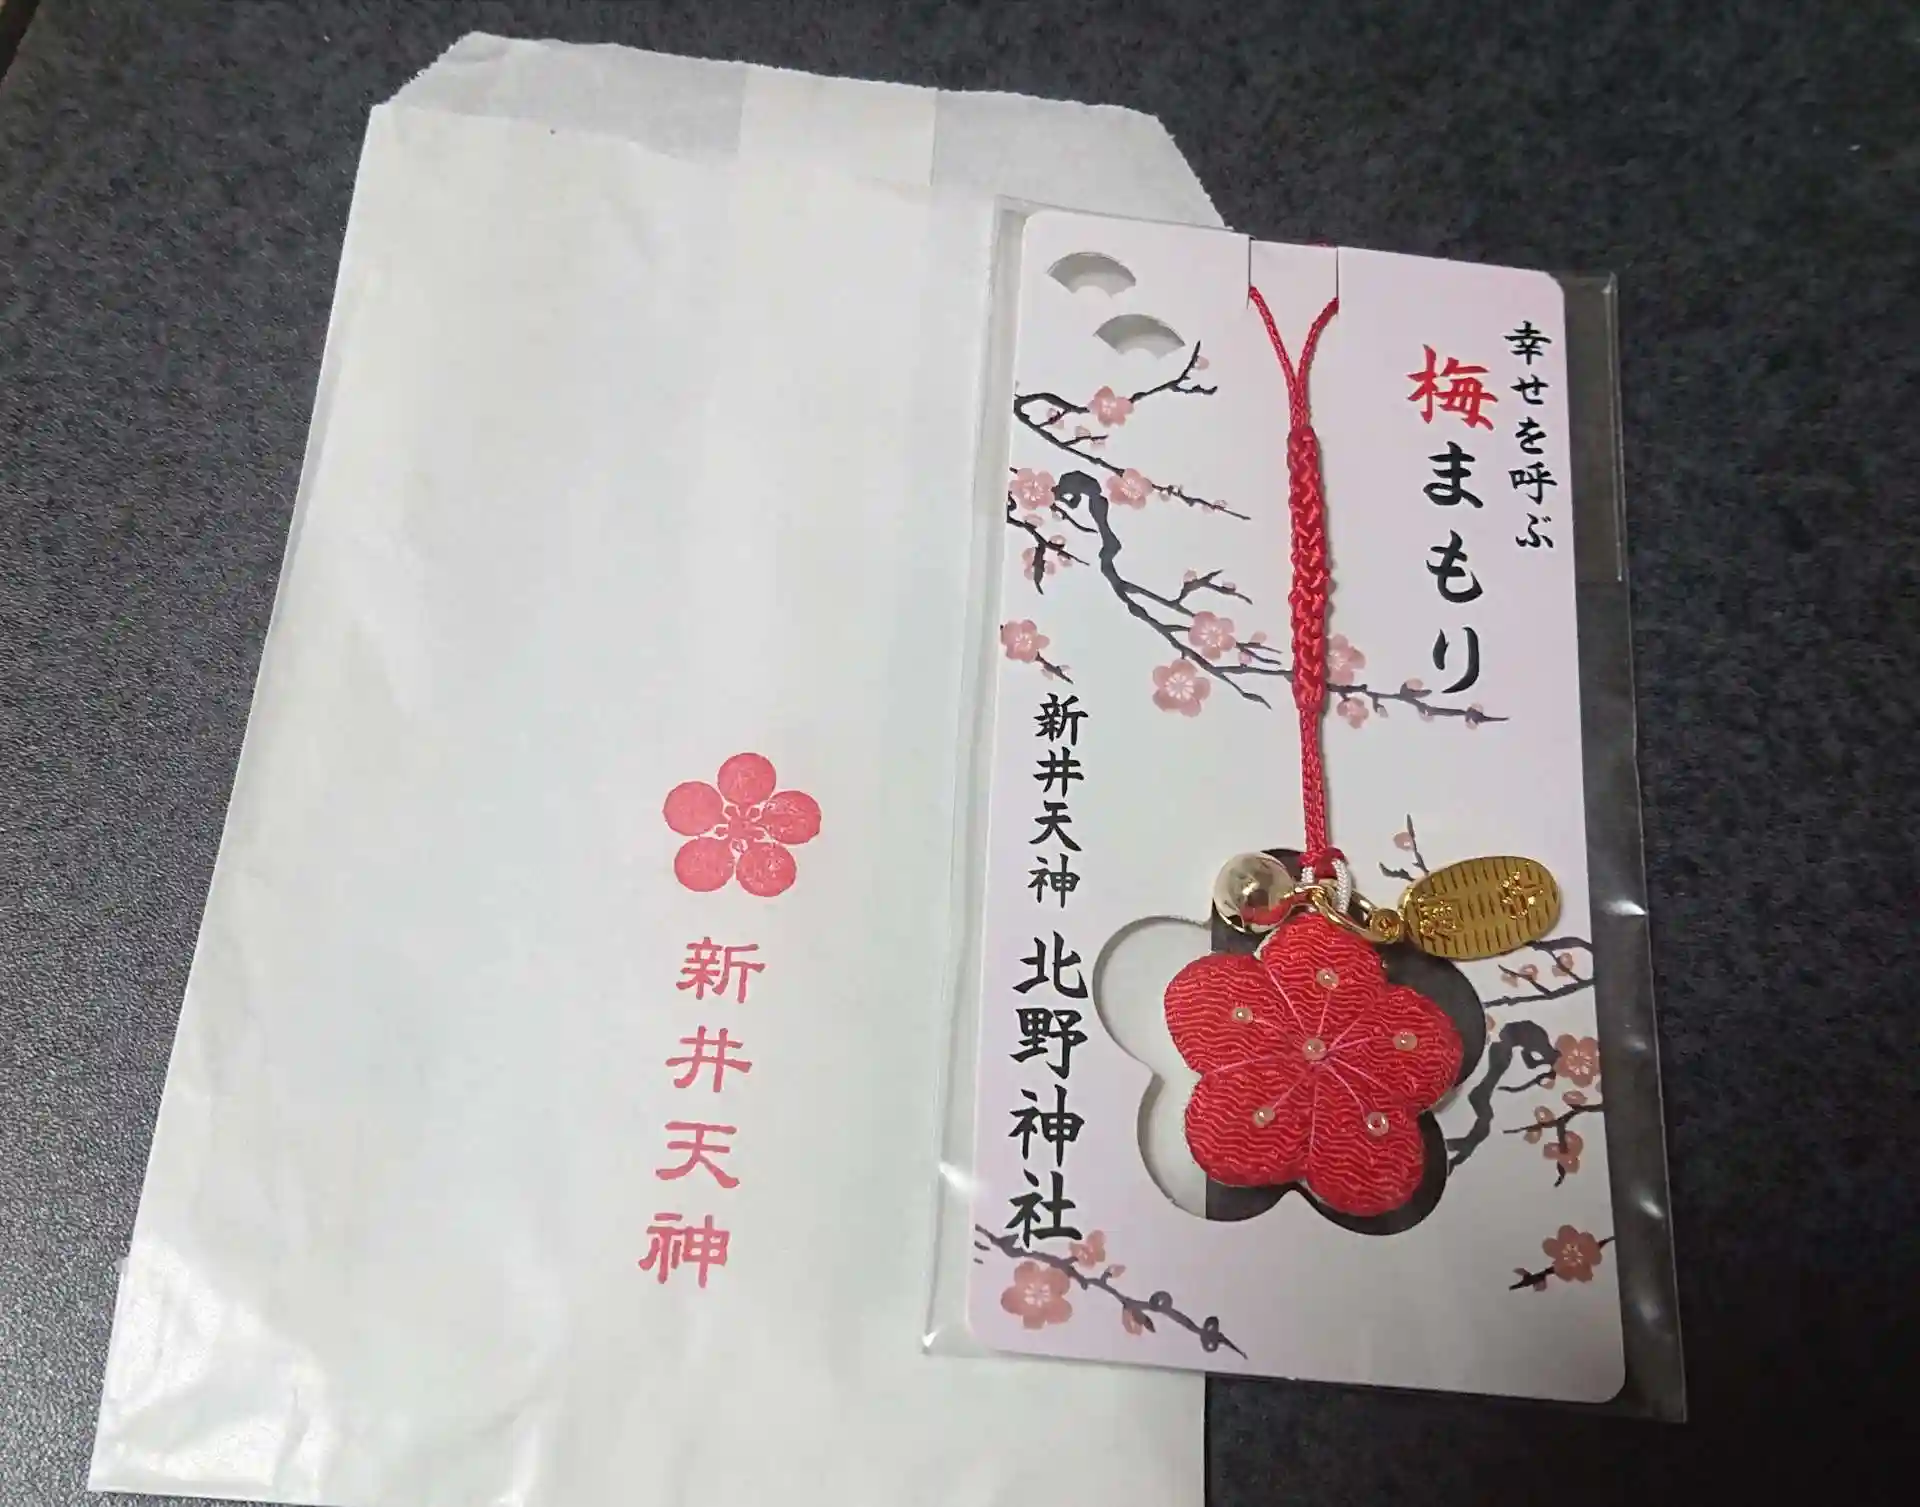 新井天神
幸せを呼ぶ
梅まもり
新井天神 北野神社